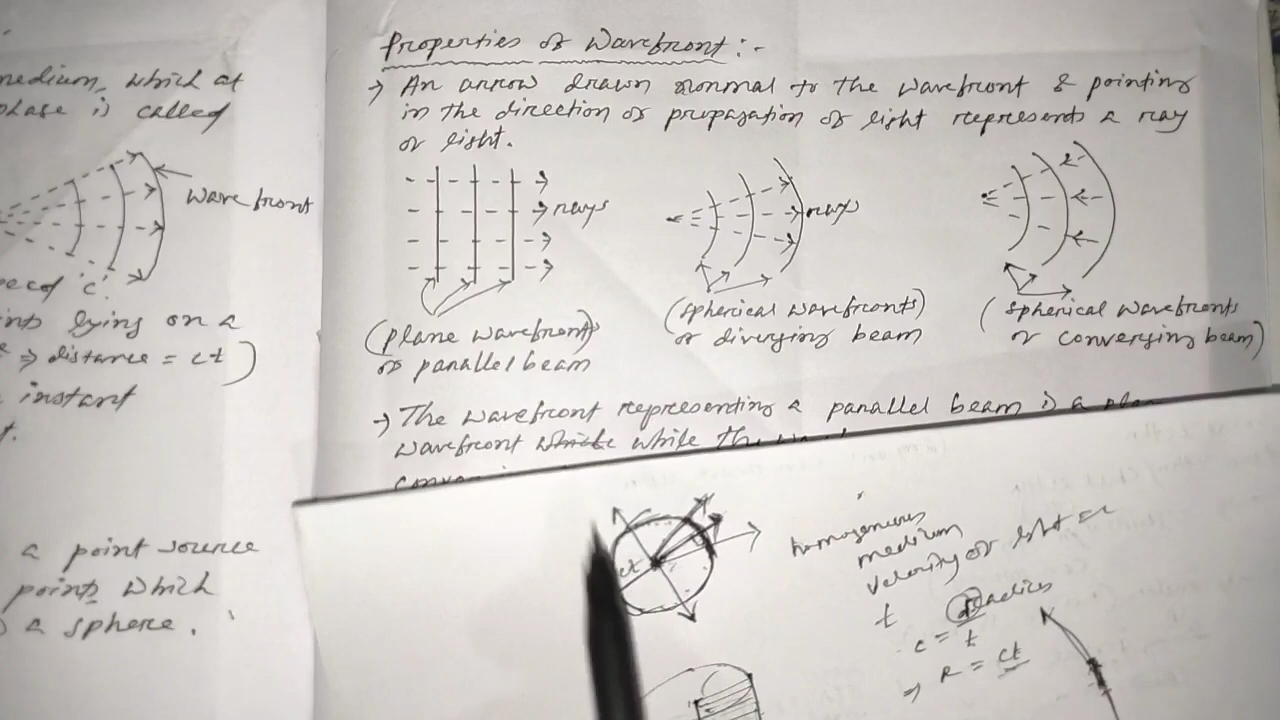 medium, which at
phase is called
wavefront
speed 'c'.
points lying on a
⇒ distance = ct)
instant
t.
a point source
points which
a sphere.
Properties of Wavefront :-
→ An arrow drawn normal to the wavefront & pointing
in the direction of propagation of light represents a ray
of light.
rays
rays
(plane wavefront)
or parallel beam
(spherical wavefronts)
or diverging beam
(spherical wavefronts
or converging beam)
→ The wavefront representing a parallel beam is a
wavefront while the
ct
homogeneous
medium
velocity of light = c
t
radius
c = r/t
⇒ R = ct